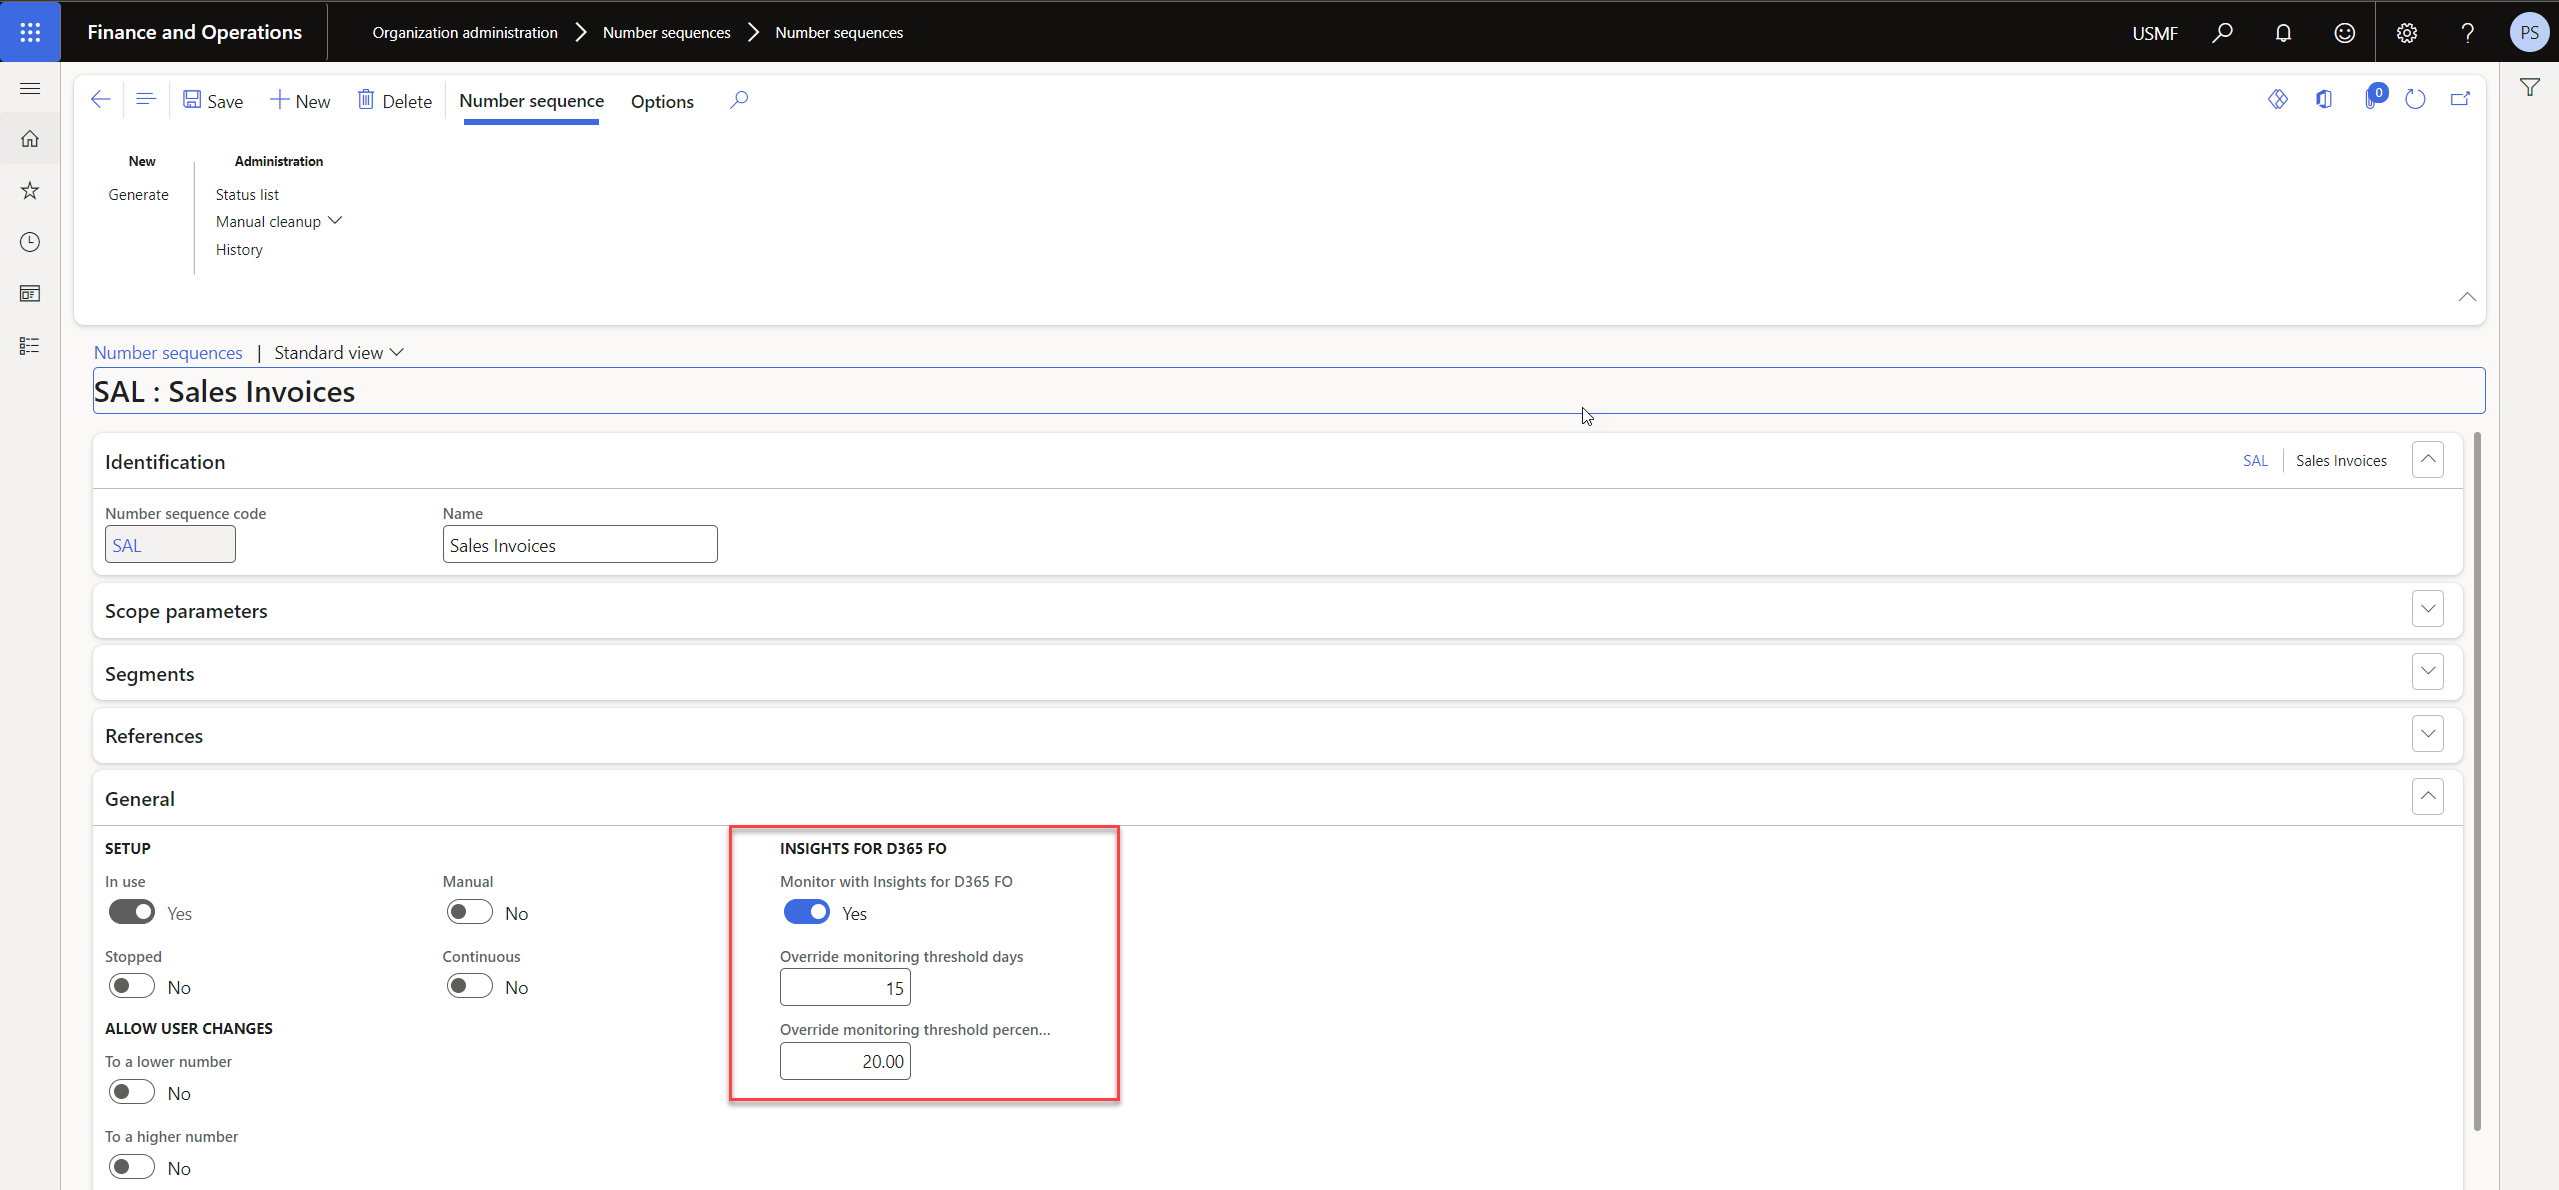 Finance and Operations
Organization administration > Number sequences > Number sequences
USMF
?
PS
Save
New
Delete
Number sequence
Options
0
New
Administration
Generate
Status list
Manual cleanup
History
Number sequences | Standard view
SAL : Sales Invoices
Identification
SAL | Sales Invoices
Number sequence code
Name
SAL
Sales Invoices
Scope parameters
Segments
References
General
SETUP
In use
Yes
Stopped
No
ALLOW USER CHANGES
To a lower number
No
To a higher number
No
Manual
No
Continuous
No
INSIGHTS FOR D365 FO
Monitor with Insights for D365 FO
Yes
Override monitoring threshold days
15
Override monitoring threshold percen...
20.00